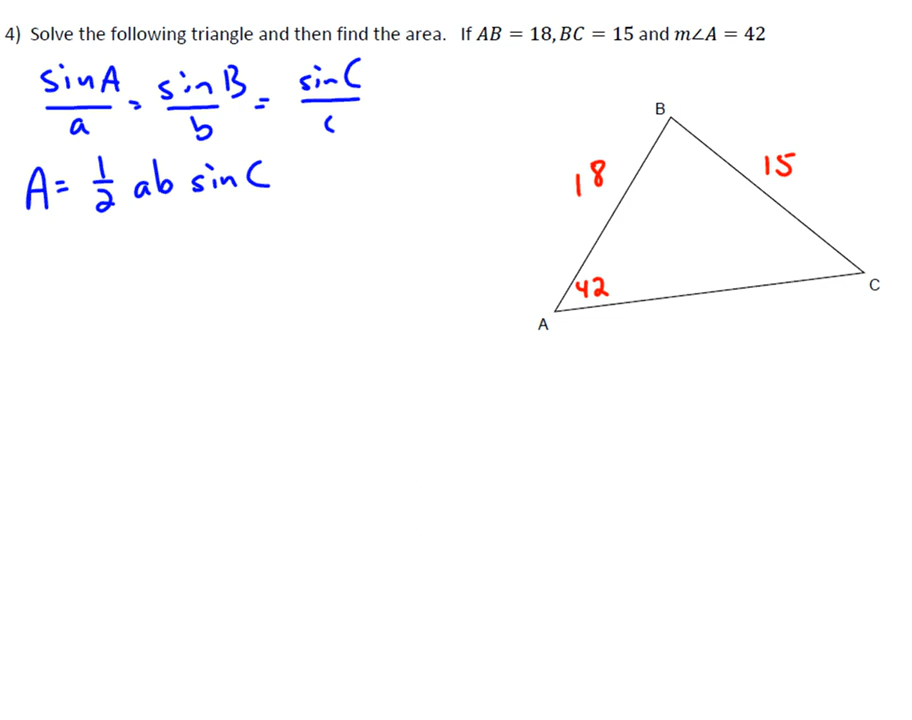 4) Solve the following triangle and then find the area. If AB = 18, BC = 15 and m∠A = 42
sinA/a = sinB/b = sinC/c
A = 1/2 ab sinC
B
18
15
42
C
A